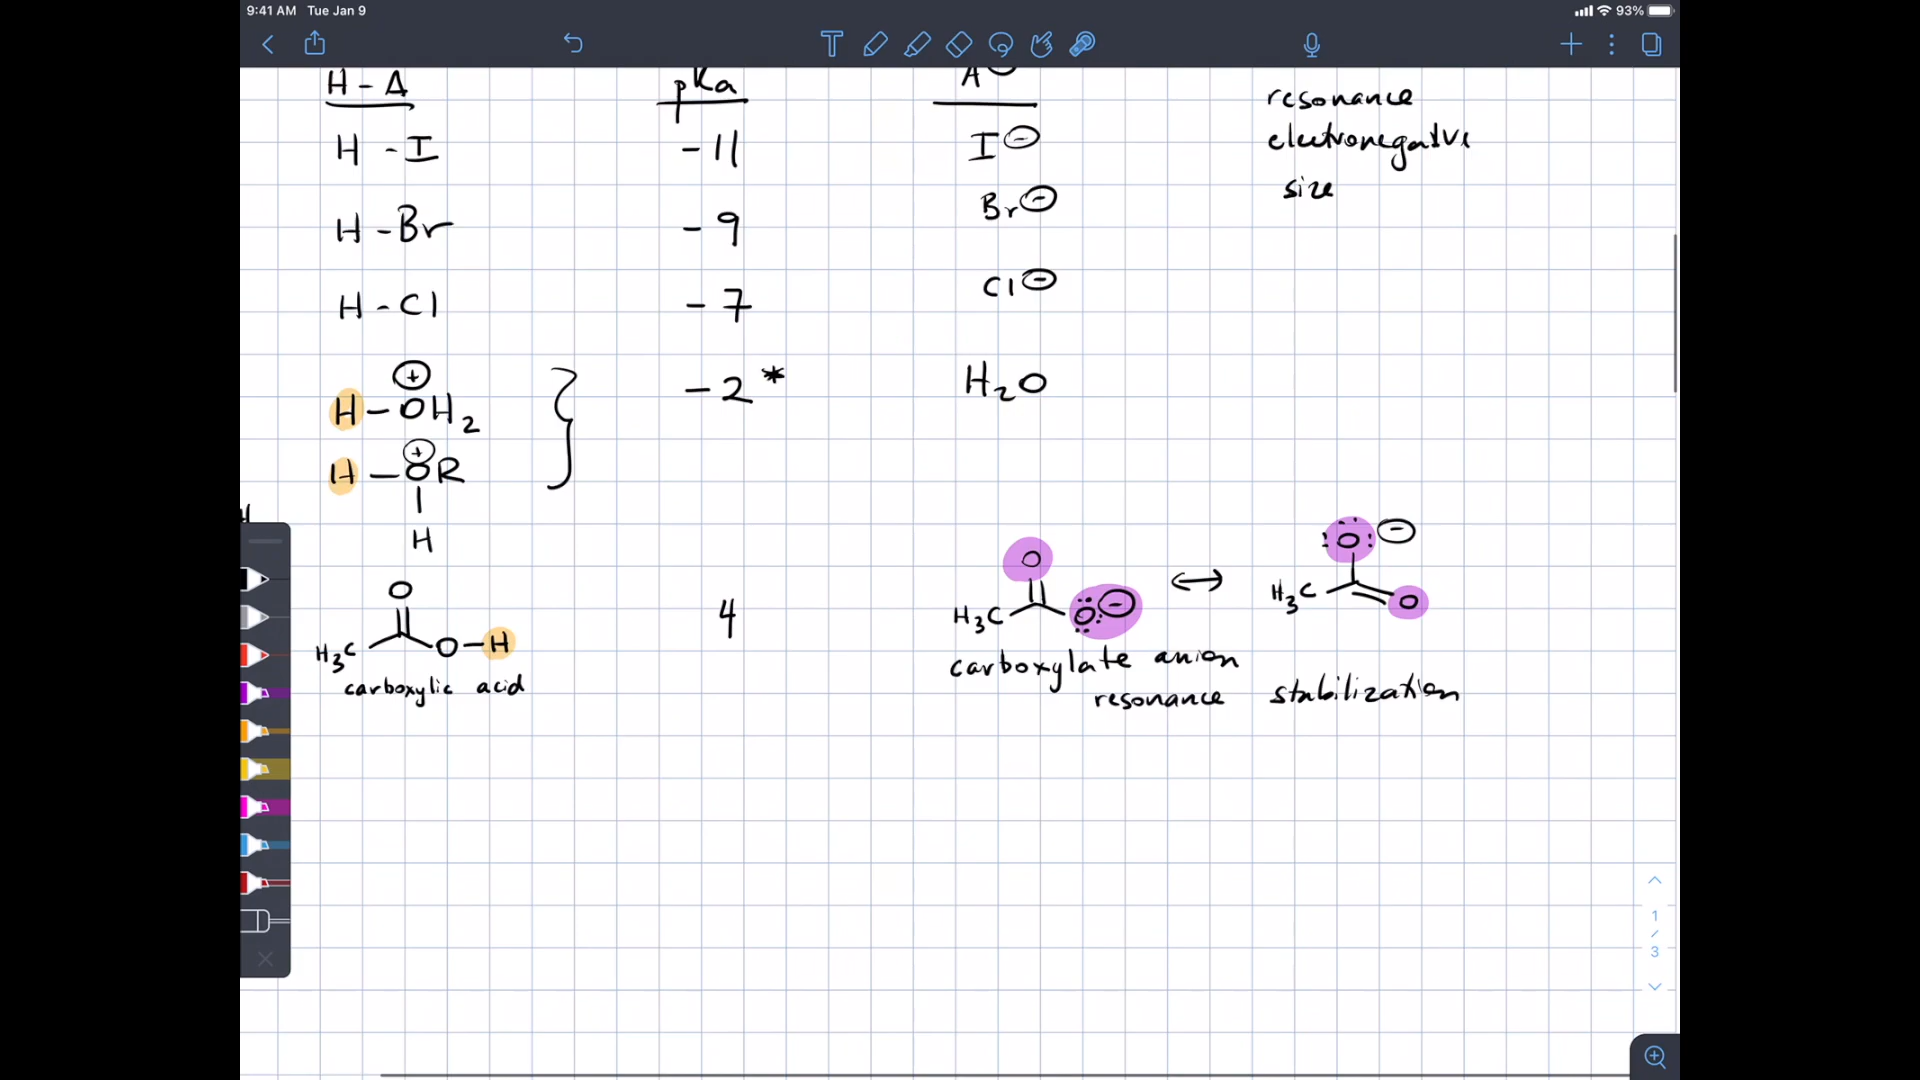 9:41 AM Tue Jan 9
93%
H-A pKa A⊖
resonance
electronegative
size
H-I -11 I⊖
H-Br -9 Br⊖
H-Cl -7 Cl⊖
⊕
H-OH2 -2* H2O
⊕
H-OR
H
H
O
H3C O-H
carboxylic acid
4
O
H3C O⊖ ↔
O⊖
H3C O
carboxylate anion
resonance stabilization
1
/
3